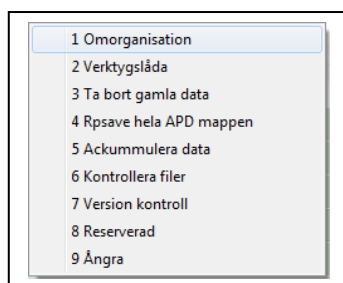 1 Omorganisation
2 Verktygslåda
3 Ta bort gamla data
4 Rpsave hela APD mappen
5 Ackummulera data
6 Kontrollera filer
7 Version kontroll
8 Reserverad
9 Ångra